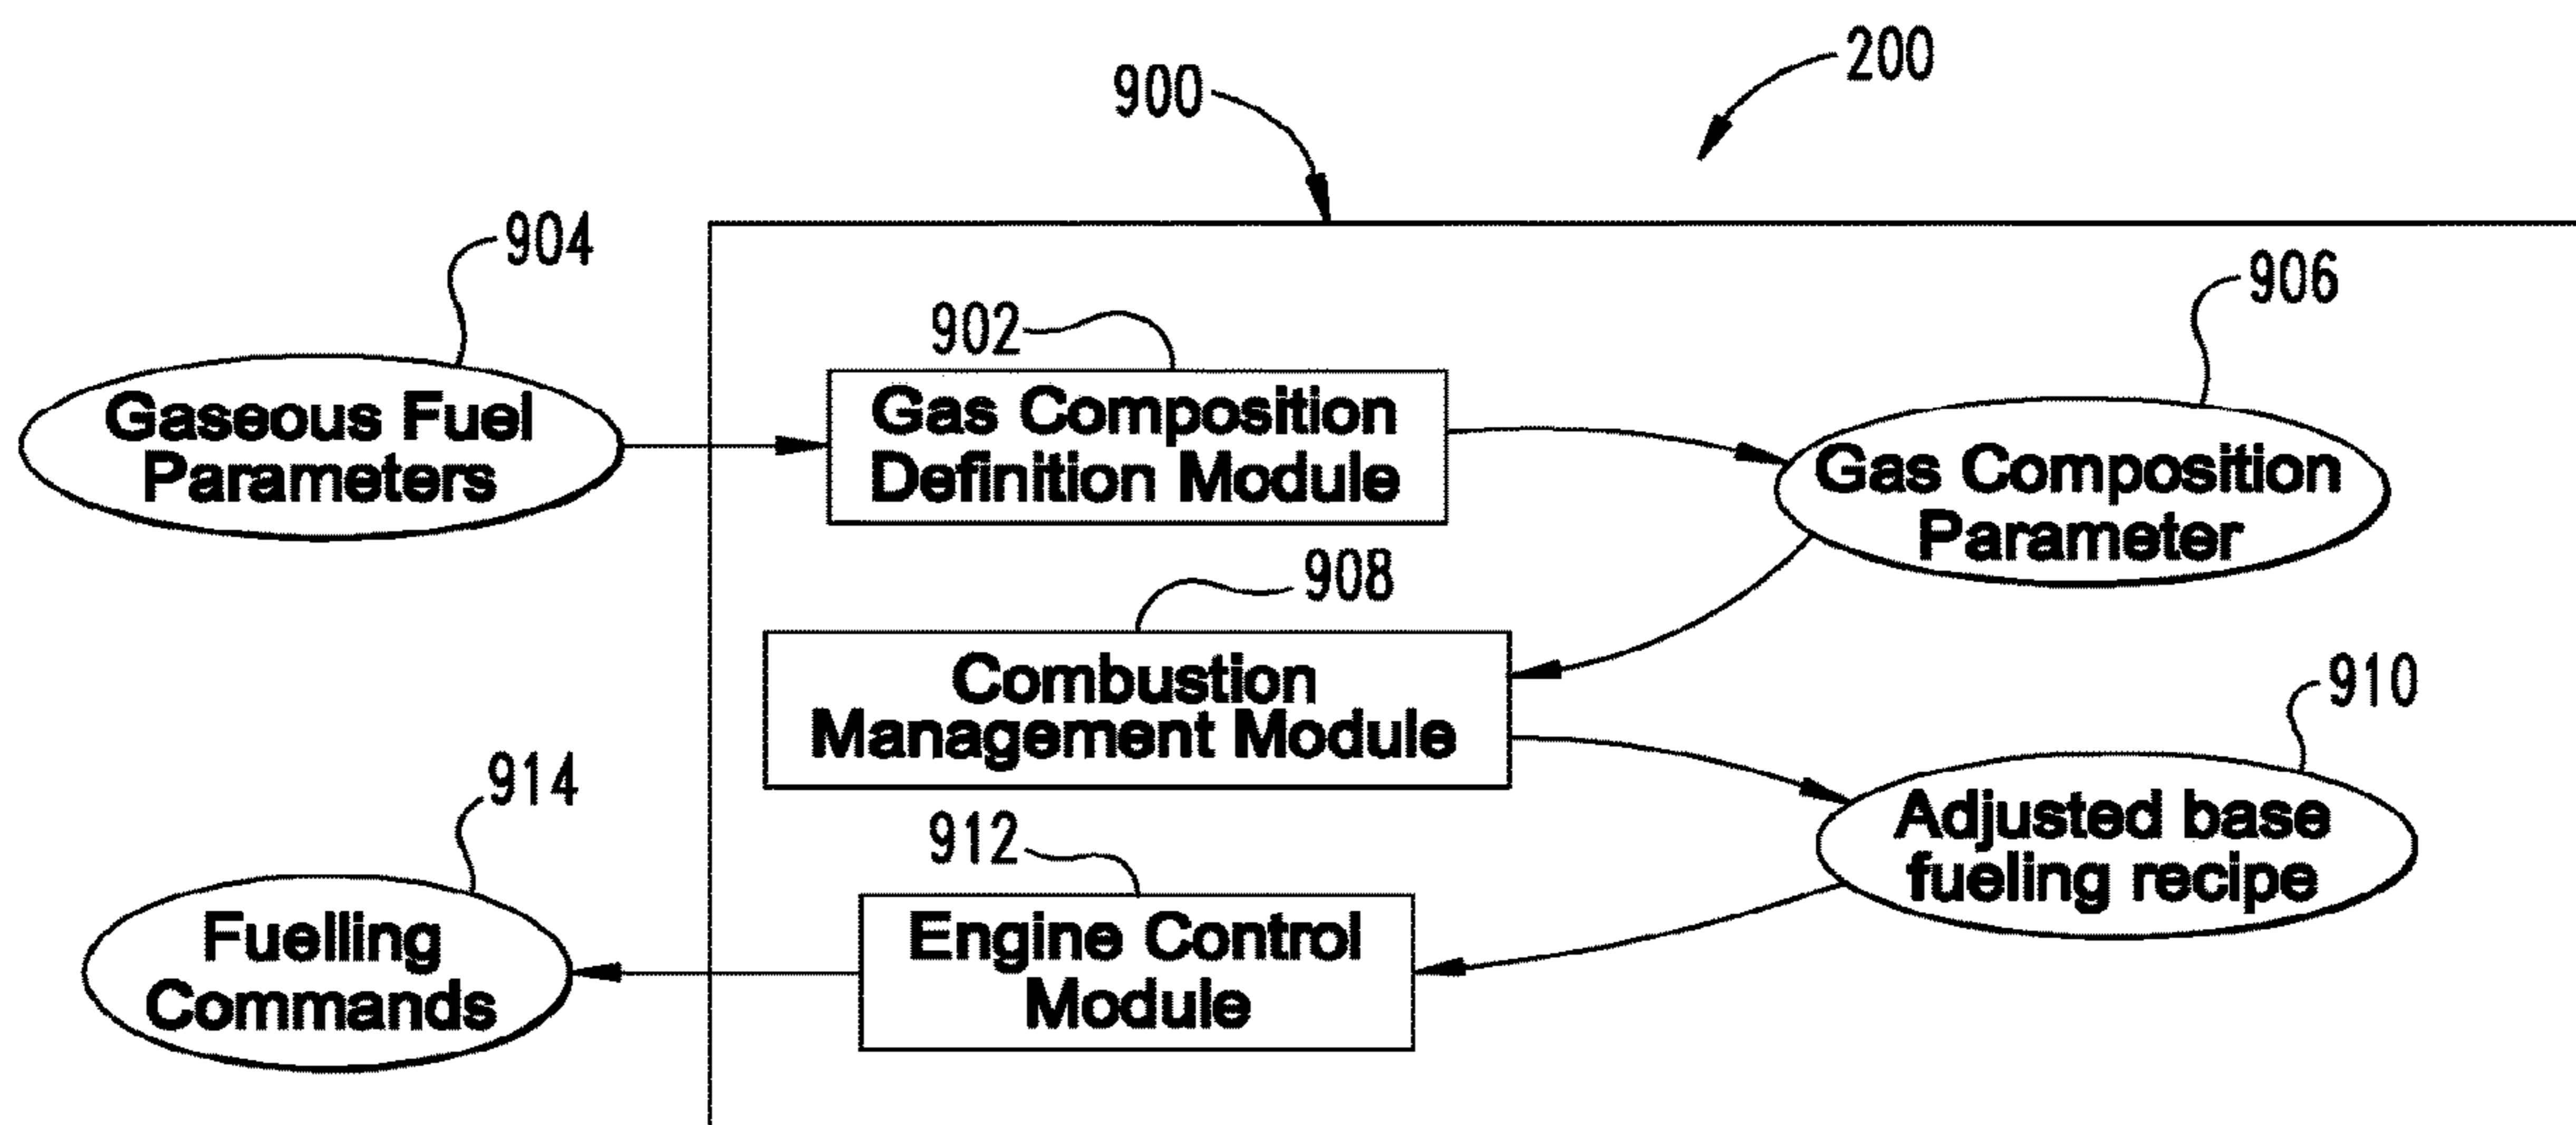 200
900
904
906
902
Gaseous Fuel
Parameters
Gas Composition
Definition Module
Gas Composition
Parameter
908
Combustion
Management Module
910
914
912
Adjusted base
fueling recipe
Fuelling
Commands
Engine Control
Module